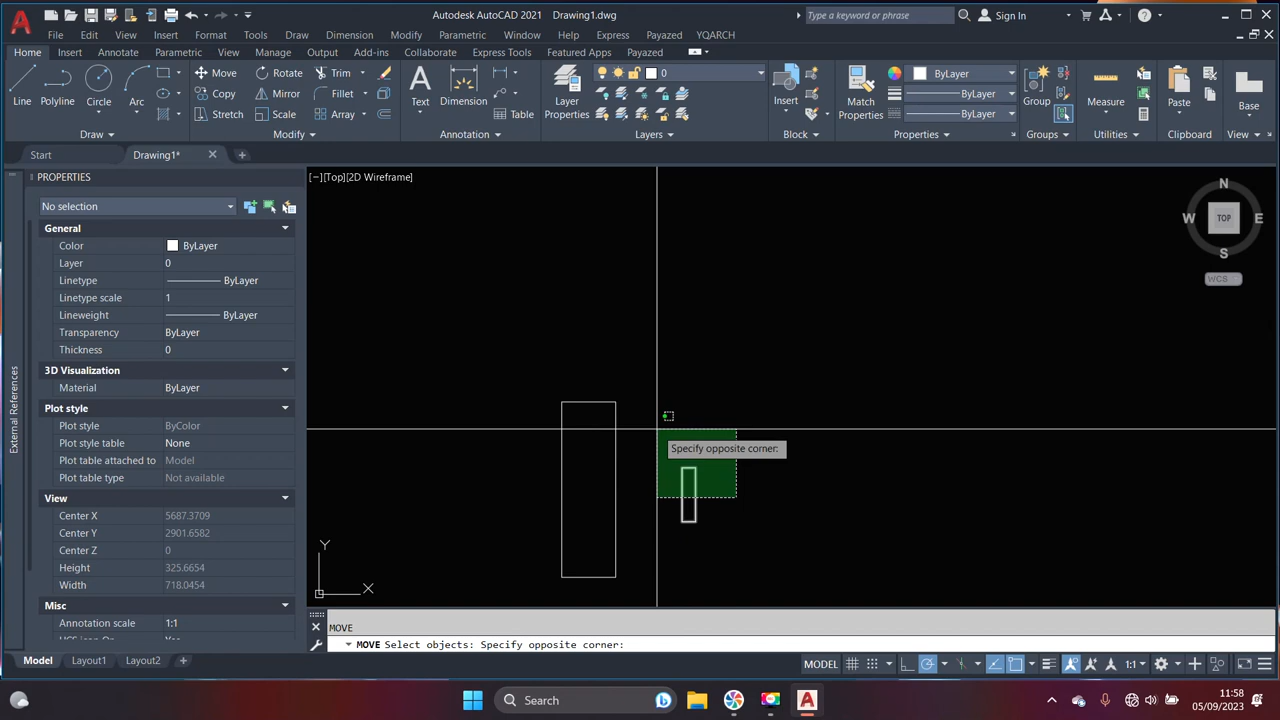 Autodesk AutoCAD 2021 Drawing1.dwg
Type a keyword or phrase
Sign In
File Edit View Insert Format Tools Draw Dimension Modify Parametric Window Help Express Payazed YQARCH
Home Insert Annotate Parametric View Manage Output Add-ins Collaborate Express Tools Featured Apps Payazed
Line Polyline Circle Arc
Move Rotate Trim
Copy Mirror Fillet
Stretch Scale Array
Text Dimension Table
Layer Properties
0
Insert
Match Properties
ByLayer
ByLayer
ByLayer
Group
Measure
Paste
Base
Draw Modify Annotation Layers Block Properties Groups Utilities Clipboard View
Start Drawing1*
PROPERTIES
[−][Top][2D Wireframe]
No selection
General
Color ByLayer
Layer 0
Linetype ByLayer
Linetype scale 1
Lineweight ByLayer
Transparency ByLayer
Thickness 0
3D Visualization
Material ByLayer
Plot style
Plot style ByColor
Plot style table None
Plot table attached to Model
Plot table type Not available
View
Center X 5687.3709
Center Y 2901.6582
Center Z 0
Height 325.6654
Width 718.0454
Misc
Annotation scale 1:1
External References
N
W TOP E
S
WCS
Specify opposite corner:
Y
X
MOVE
MOVE Select objects: Specify opposite corner:
Model Layout1 Layout2
MODEL 1:1
Search
11:58
05/09/2023